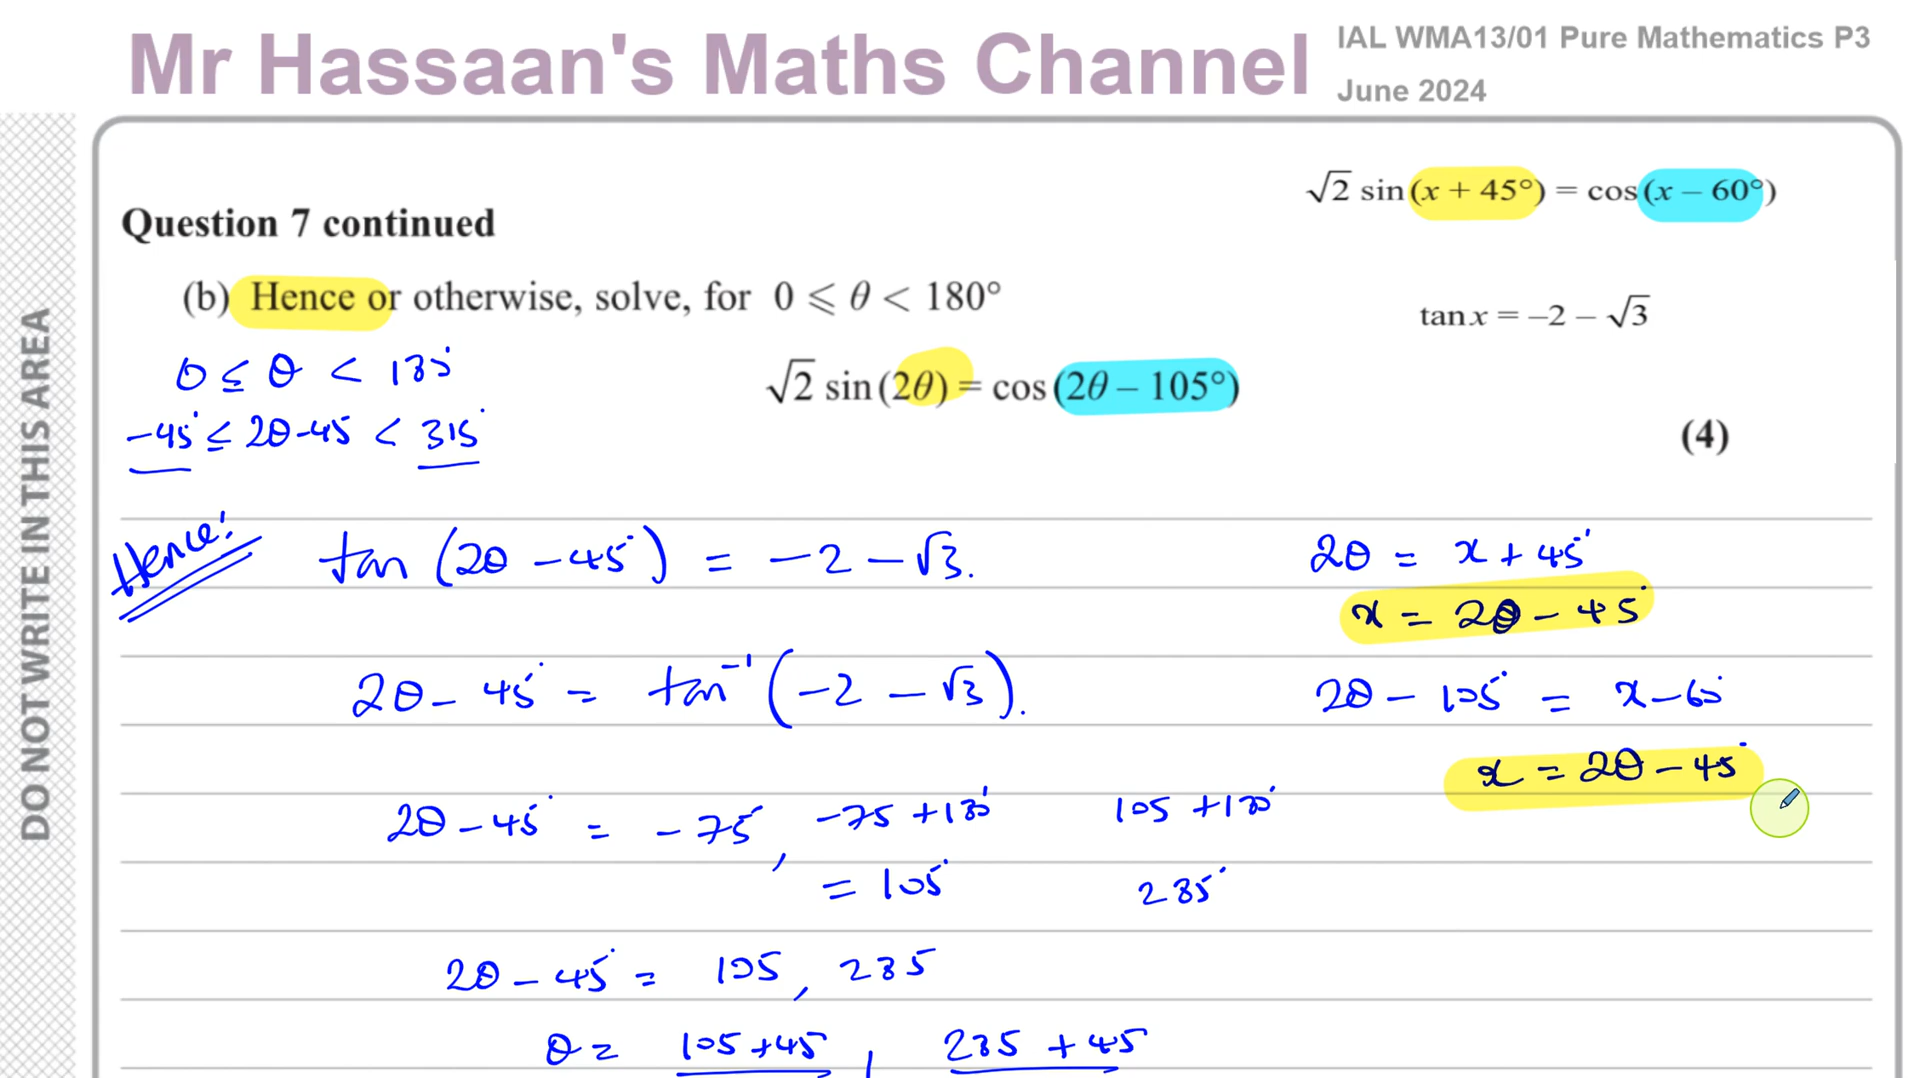 Mr Hassaan's Maths Channel
IAL WMA13/01 Pure Mathematics P3
June 2024
DO NOT WRITE IN THIS AREA
√2 sin(x + 45°) = cos(x – 60°)
Question 7 continued
(b) Hence or otherwise, solve, for 0 ⩽ θ < 180°
tan x = –2 – √3
0 ≤ θ < 180°
√2 sin(2θ) = cos(2θ – 105°)
-45° ≤ 2θ-45 < 315°
(4)
Hence!
tan (2θ - 45°) = -2 - √3.
2θ = x + 45°
x = 2θ - 45°
2θ - 45° = tan⁻¹(-2 - √3).
2θ - 105° = x - 60°
x = 2θ - 45°
2θ - 45° = -75°, -75 + 180°
105 + 180°
= 105°
285°
2θ - 45° = 105, 285
θ = 105+45, 285 + 45